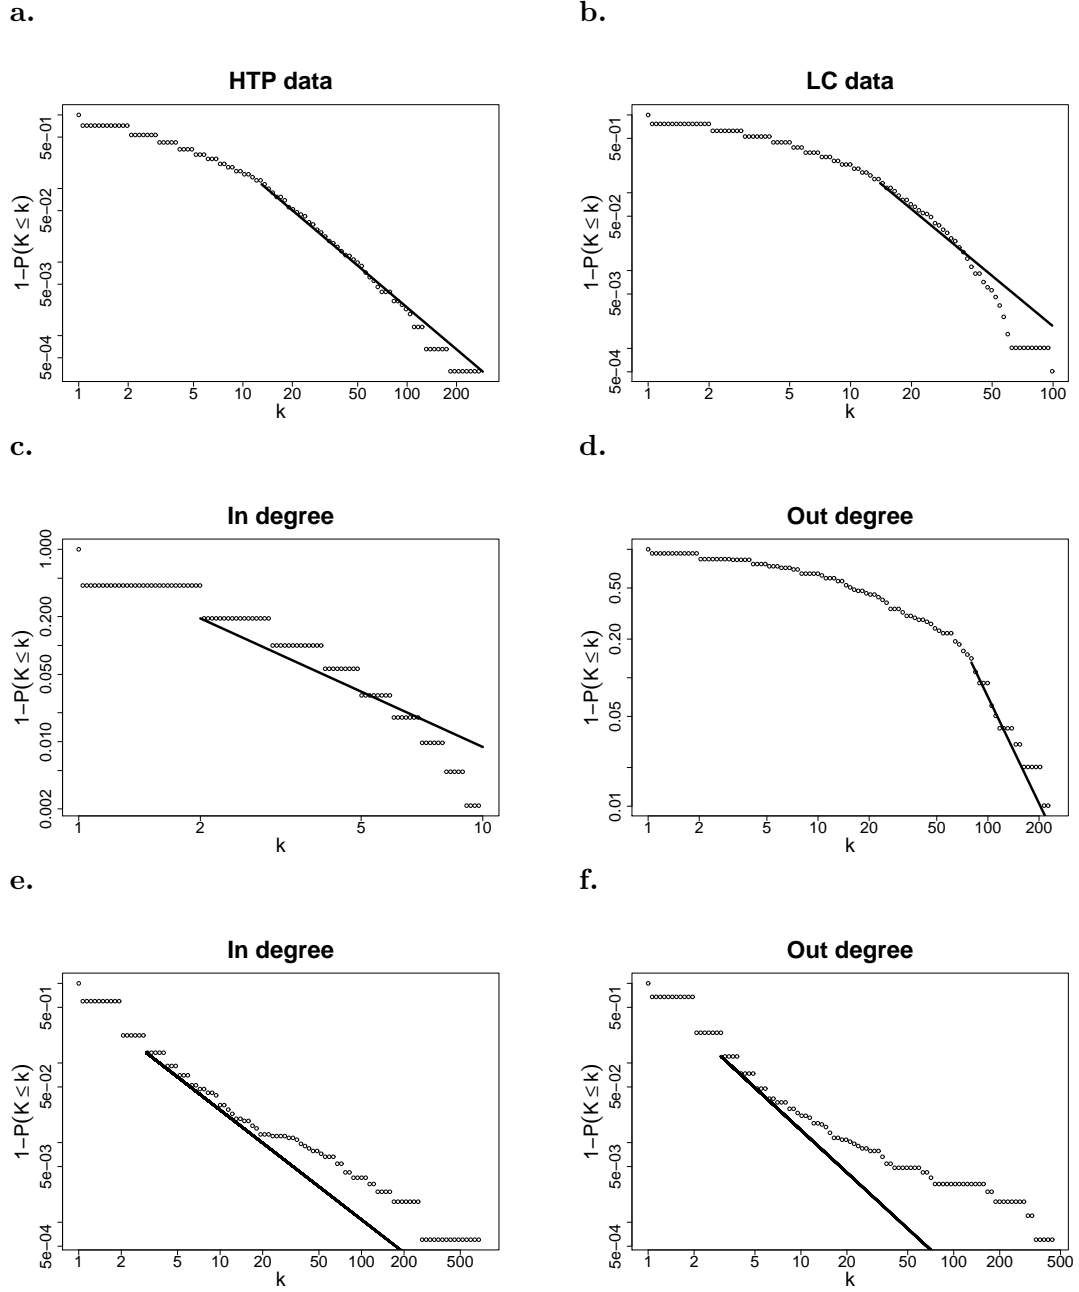 a.
HTP data
1−P(K ≤ k)
5e−01
5e−02
5e−03
5e−04
1 2 5 10 20 50 100 200
k
b.
LC data
1−P(K ≤ k)
5e−01
5e−02
5e−03
5e−04
1 2 5 10 20 50 100
k
c.
In degree
1−P(K ≤ k)
1.000
0.200
0.050
0.010
0.002
1 2 5 10
k
d.
Out degree
1−P(K ≤ k)
0.50
0.20
0.05
0.01
1 2 5 10 20 50 100 200
k
e.
In degree
1−P(K ≤ k)
5e−01
5e−02
5e−03
5e−04
1 2 5 10 20 50 100 200 500
k
f.
Out degree
1−P(K ≤ k)
5e−01
5e−02
5e−03
5e−04
1 2 5 10 20 50 100 200 500
k